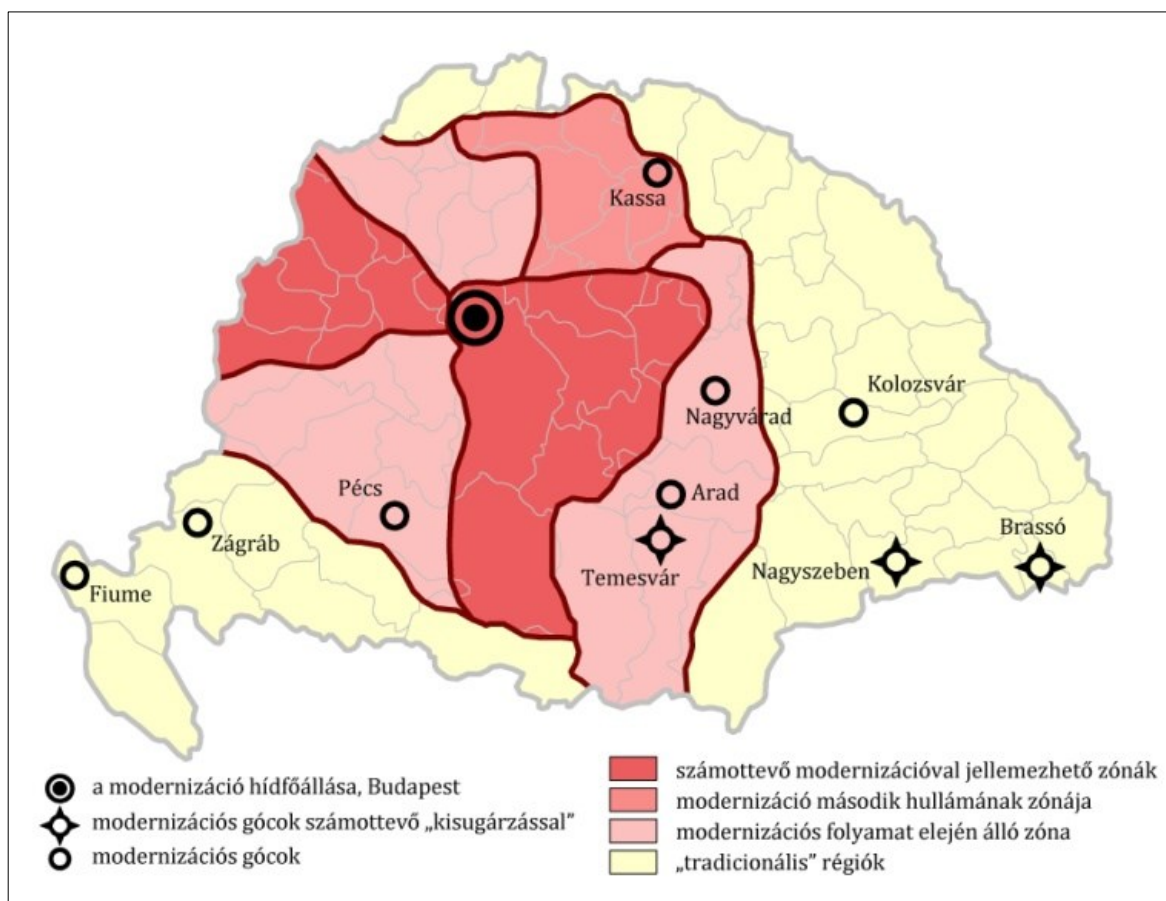 Kassa
Kolozsvár
Nagyvárad
Pécs
Arad
Zágráb
Brassó
Temesvár
Nagyszeben
Fiume
a modernizáció hídfőállása, Budapest
modernizációs gócok számottevő „kisugárzással”
modernizációs gócok
számottevő modernizációval jellemezhető zónák
modernizáció második hullámának zónája
modernizációs folyamat elején álló zóna
„tradicionális” régiók